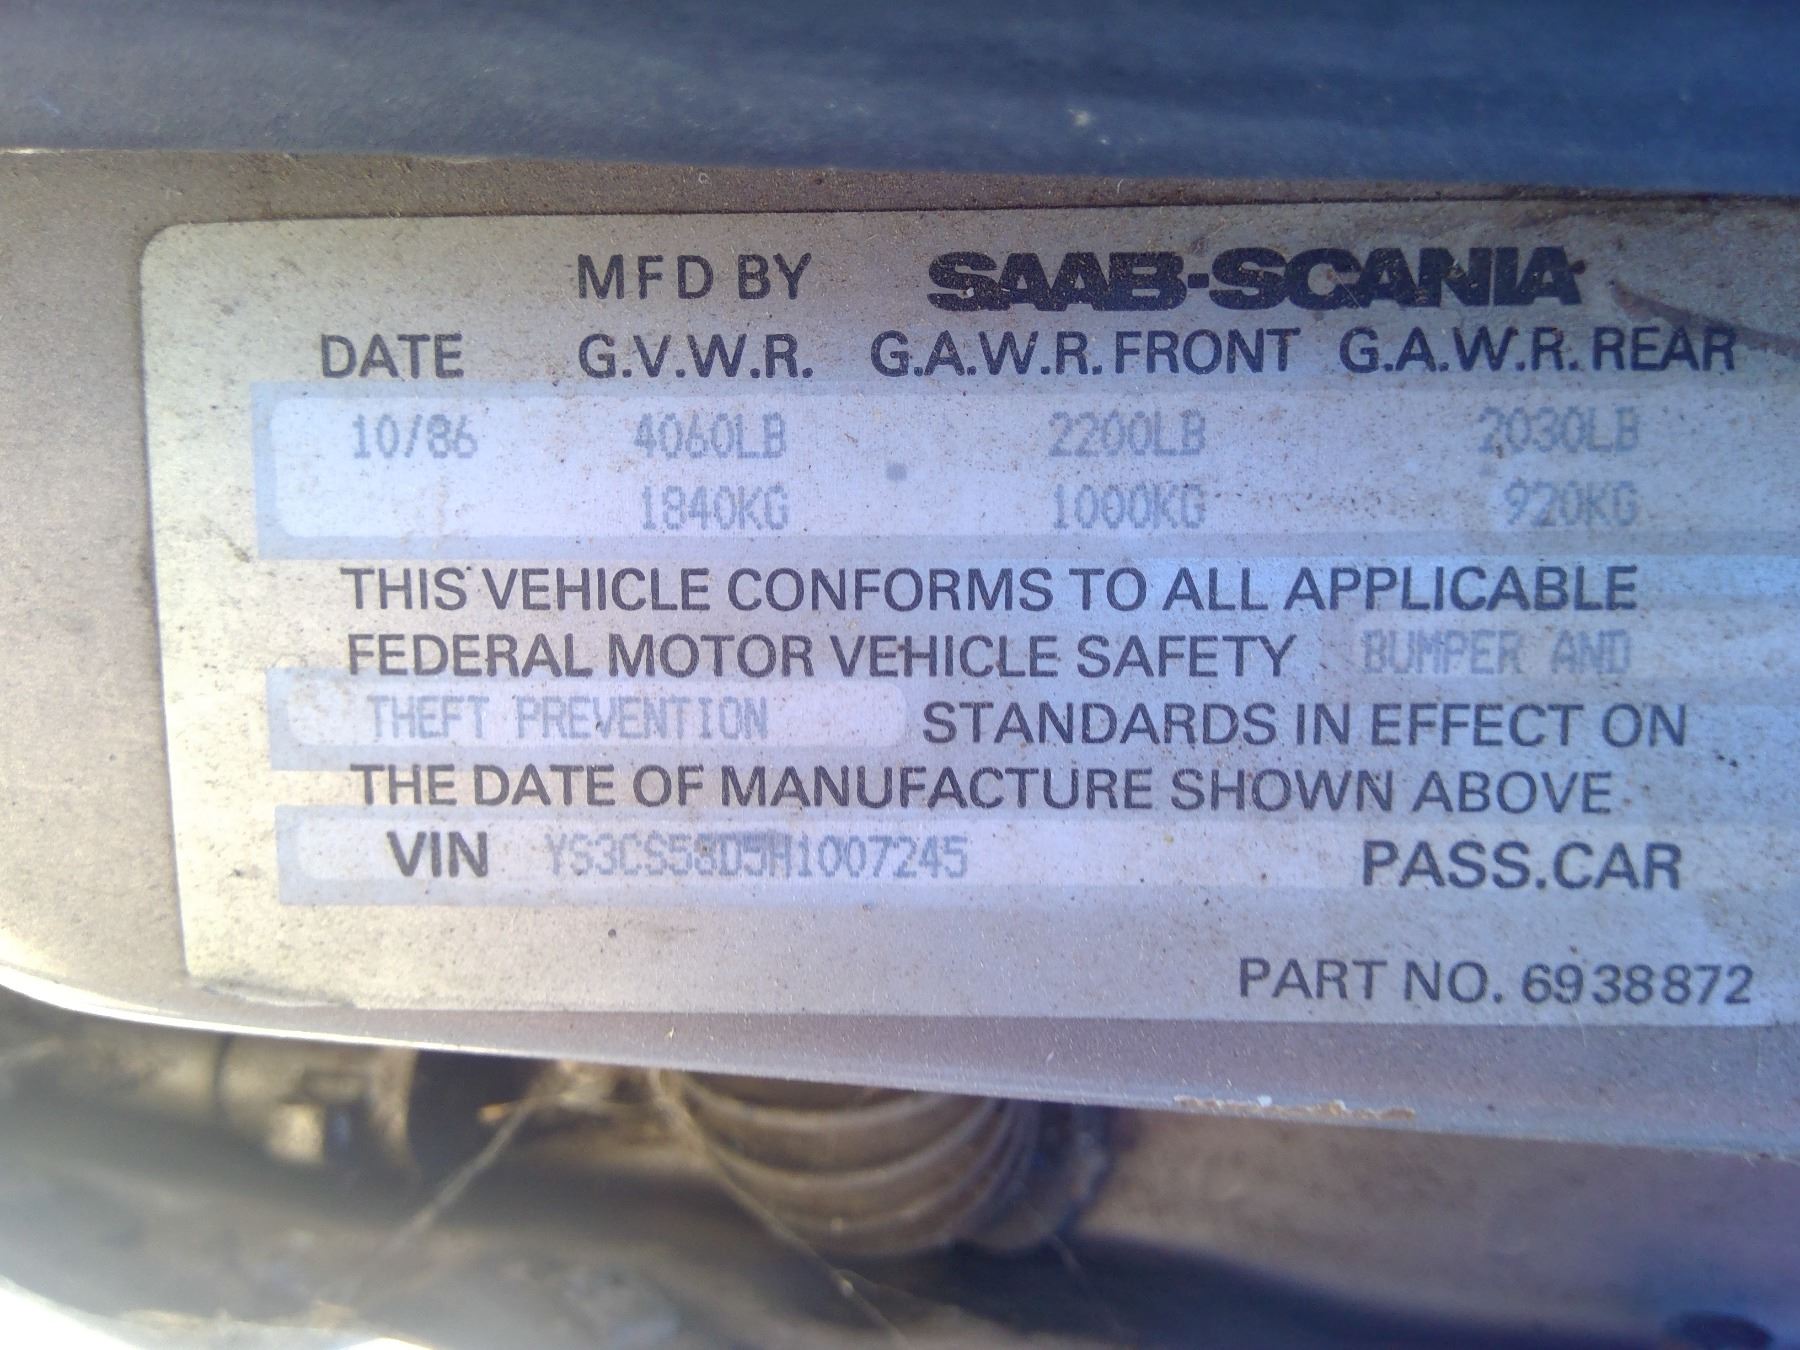 MFD BY SAAB-SCANIA
DATE G.V.W.R. G.A.W.R. FRONT G.A.W.R. REAR
10/86 4060LB 2200LB 2030LB
1840KG 1000KG 920KG
THIS VEHICLE CONFORMS TO ALL APPLICABLE
FEDERAL MOTOR VEHICLE SAFETY BUMPER AND
THEFT PREVENTION STANDARDS IN EFFECT ON
THE DATE OF MANUFACTURE SHOWN ABOVE
VIN YS3CS58D5H1007245 PASS.CAR
PART NO. 6938872